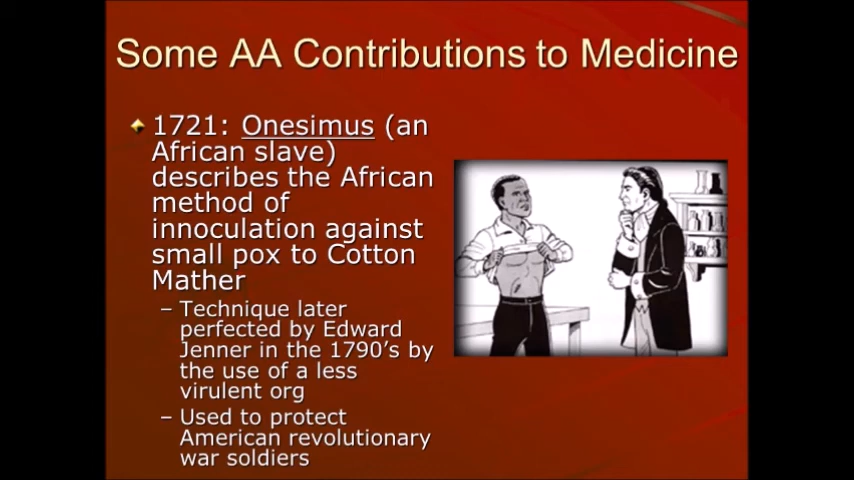 Some AA Contributions to Medicine
1721: Onesimus (an
African slave)
describes the African
method of
innoculation against
small pox to Cotton
Mather
– Technique later
perfected by Edward
Jenner in the 1790's by
the use of a less
virulent org
– Used to protect
American revolutionary
war soldiers